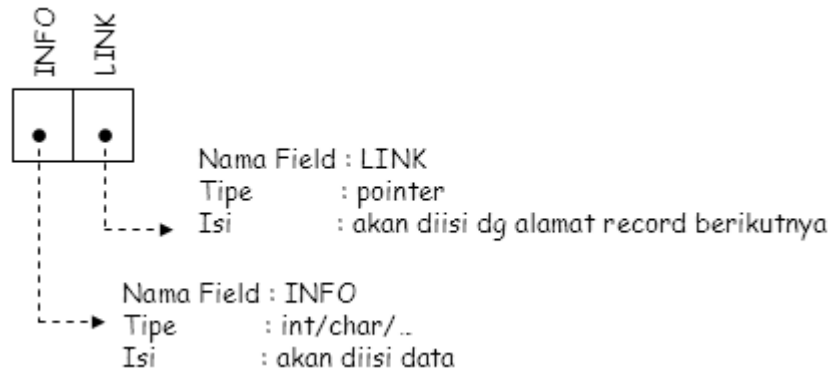 INFO
LINK
Nama Field : LINK
Tipe : pointer
Isi : akan diisi dg alamat record berikutnya
Nama Field : INFO
Tipe : int/char/..
Isi : akan diisi data